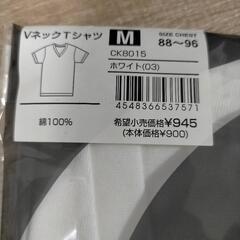 VネックTシャツ
M
SIZE CHEST
88〜96
CK8015
ホワイト(03)
4548366537571
綿100%
希望小売価格¥945
(本体価格¥900)